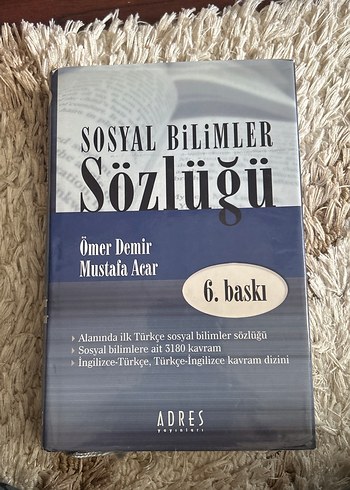 SOSYAL BİLİMLER
Sözlüğü
Ömer Demir
Mustafa Acar
6. baskı
Alanında ilk Türkçe sosyal bilimler sözlüğü
Sosyal bilimlere ait 3180 kavram
İngilizce-Türkçe, Türkçe-İngilizce kavram dizini
ADRES
yayınları